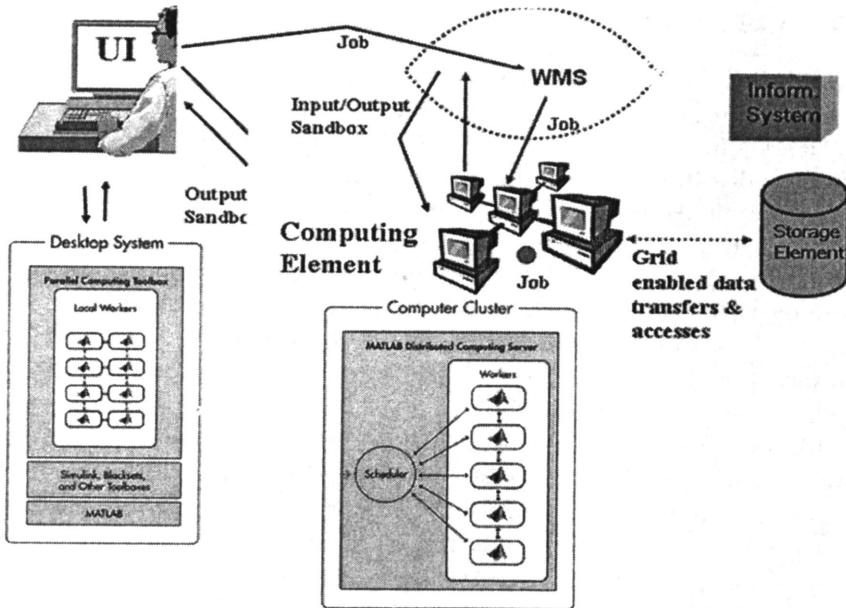 UI
Job
WMS
Inform.
System
Input/Output
Sandbox
Job
Output
Sandbo
Computing
Element
Job
Storage
Element
Grid
enabled data
transfers &
accesses
Desktop System
Parallel Computing Toolbox
Local Workers
Simulink, Blocksets,
and Other Toolboxes
MATLAB
Computer Cluster
MATLAB Distributed Computing Server
Workers
Scheduler